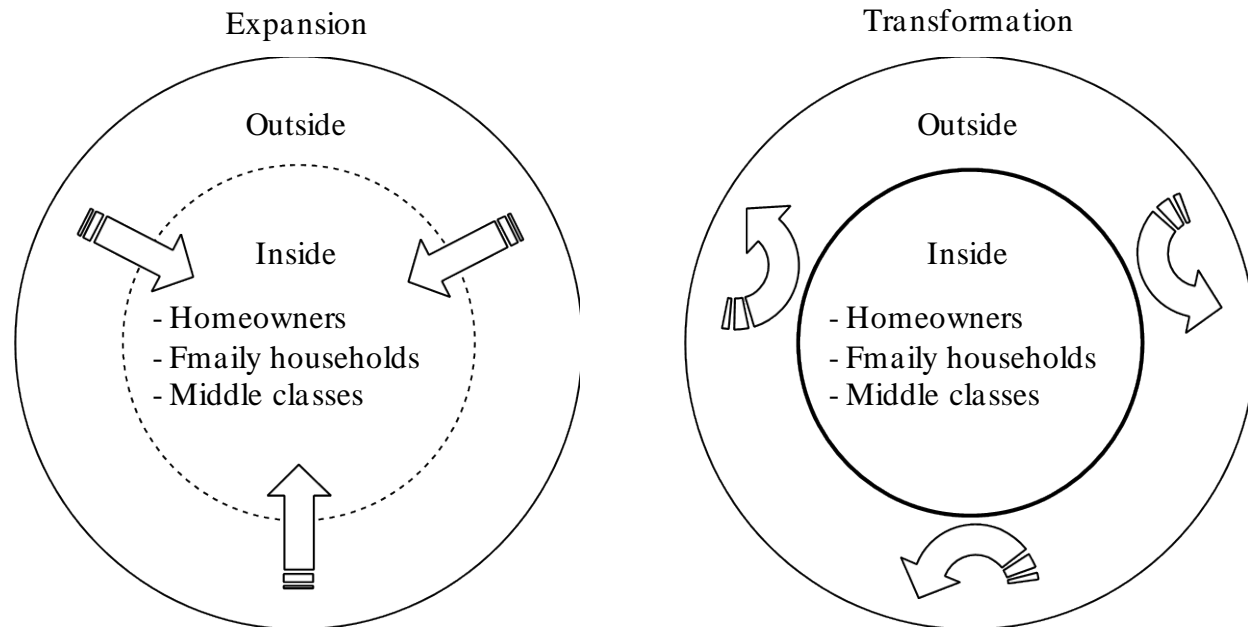 Expansion
Outside
Inside
- Homeowners
- Fmaily households
- Middle classes
Transformation
Outside
Inside
- Homeowners
- Fmaily households
- Middle classes